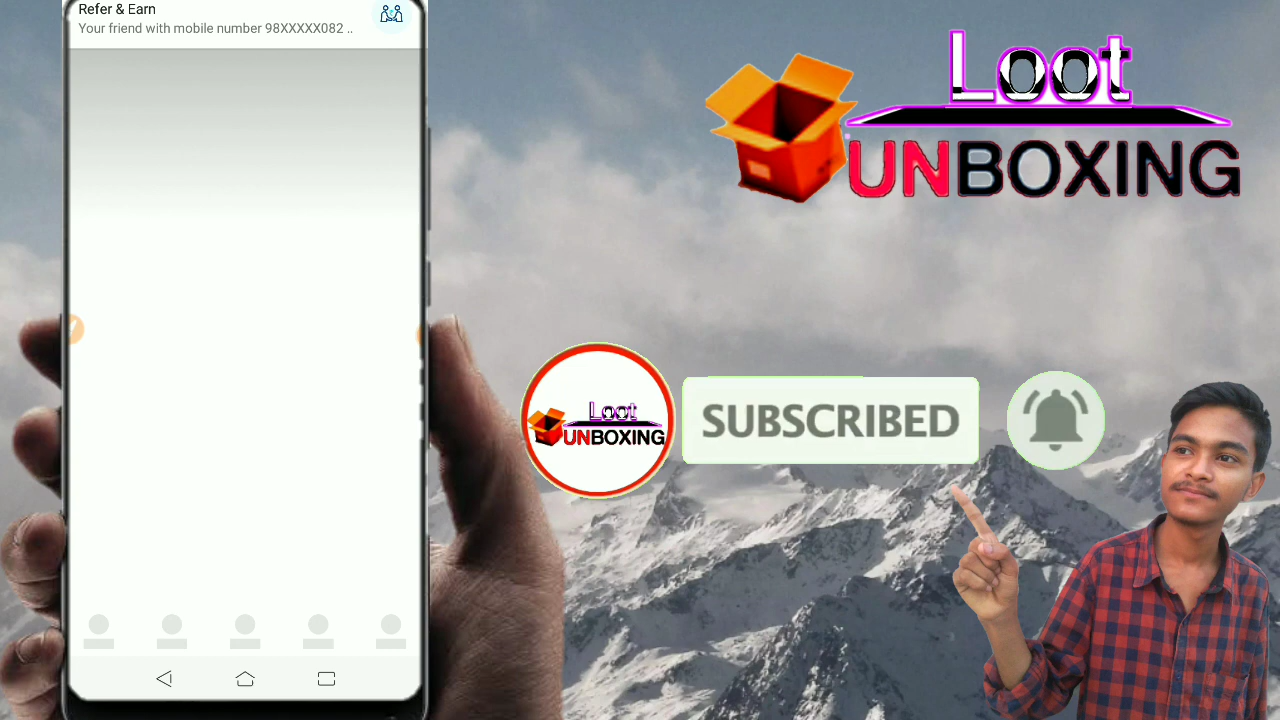 Refer & Earn
Your friend with mobile number 98XXXXX082 ..
Loot
UNBOXING
Loot
UNBOXING
SUBSCRIBED